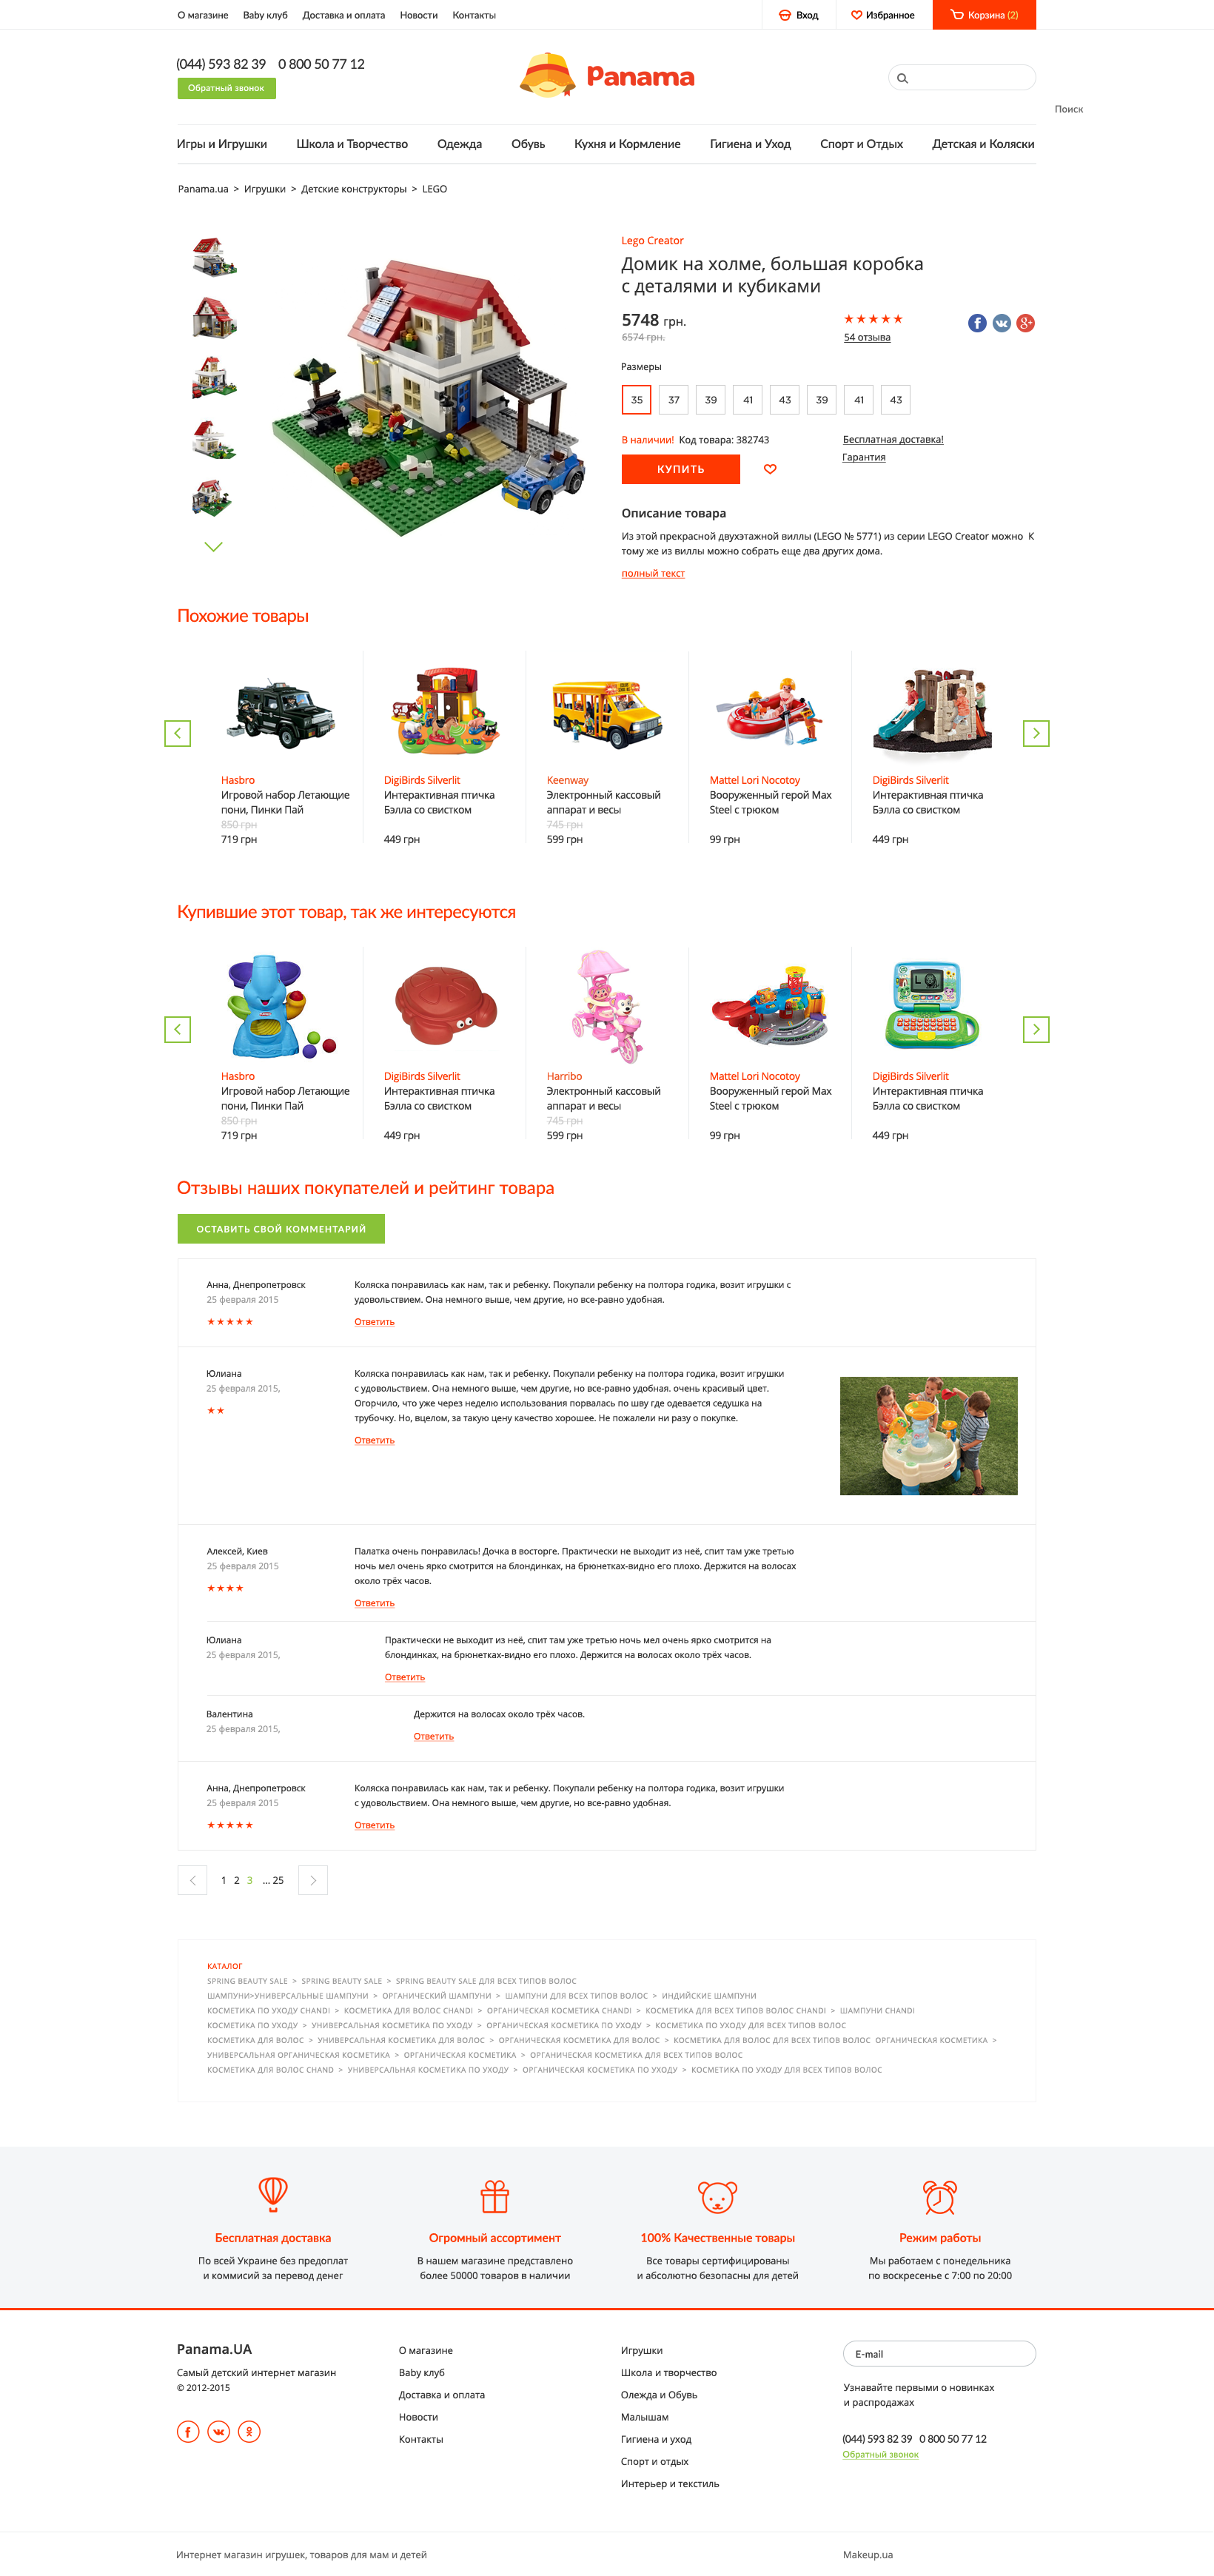 О магазине Baby клуб Доставка и оплата Новости Контакты Вход Избранное Корзина (2)
(044) 593 82 39 0 800 50 77 12
Обратный звонок
Panama
Поиск
Игры и Игрушки Школа и Творчество Одежда Обувь Кухня и Кормление Гигиена и Уход Спорт и Отдых Детская и Коляски
Panama.ua > Игрушки > Детские конструкторы > LEGO
Lego Creator
Домик на холме, большая коробка
с деталями и кубиками
5748 грн.
6574 грн.
54 отзыва
Размеры
35 37 39 41 43 39 41 43
В наличии! Код товара: 382743
Бесплатная доставка!
Гарантия
КУПИТЬ
Описание товара
Из этой прекрасной двухэтажной виллы (LEGO № 5771) из серии LEGO Creator можно К
тому же из виллы можно собрать еще два других дома.
полный текст
Похожие товары
Hasbro
Игровой набор Летающие
пони, Пинки Пай
850 грн
719 грн
DigiBirds Silverlit
Интерактивная птичка
Бэлла со свистком
449 грн
Keenway
Электронный кассовый
аппарат и весы
745 грн
599 грн
Mattel Lori Nocotoy
Вооруженный герой Max
Steel с трюком
99 грн
DigiBirds Silverlit
Интерактивная птичка
Бэлла со свистком
449 грн
Купившие этот товар, так же интересуются
Hasbro
Игровой набор Летающие
пони, Пинки Пай
850 грн
719 грн
DigiBirds Silverlit
Интерактивная птичка
Бэлла со свистком
449 грн
Harribo
Электронный кассовый
аппарат и весы
745 грн
599 грн
Mattel Lori Nocotoy
Вооруженный герой Max
Steel с трюком
99 грн
DigiBirds Silverlit
Интерактивная птичка
Бэлла со свистком
449 грн
Отзывы наших покупателей и рейтинг товара
ОСТАВИТЬ СВОЙ КОММЕНТАРИЙ
Анна, Днепропетровск
25 февраля 2015
Коляска понравилась как нам, так и ребенку. Покупали ребенку на полтора годика, возит игрушки с
удовольствием. Она немного выше, чем другие, но все-равно удобная.
Ответить
Юлиана
25 февраля 2015,
Коляска понравилась как нам, так и ребенку. Покупали ребенку на полтора годика, возит игрушки
с удовольствием. Она немного выше, чем другие, но все-равно удобная. очень красивый цвет.
Огорчило, что уже через неделю использования порвалась по шву где одевается седушка на
трубочку. Но, вцелом, за такую цену качество хорошее. Не пожалели ни разу о покупке.
Ответить
Алексей, Киев
25 февраля 2015
Палатка очень понравилась! Дочка в восторге. Практически не выходит из неё, спит там уже третью
ночь мел очень ярко смотрится на блондинках, на брюнетках-видно его плохо. Держится на волосах
около трёх часов.
Ответить
Юлиана
25 февраля 2015,
Практически не выходит из неё, спит там уже третью ночь мел очень ярко смотрится на
блондинках, на брюнетках-видно его плохо. Держится на волосах около трёх часов.
Ответить
Валентина
25 февраля 2015,
Держится на волосах около трёх часов.
Ответить
Анна, Днепропетровск
25 февраля 2015
Коляска понравилась как нам, так и ребенку. Покупали ребенку на полтора годика, возит игрушки
с удовольствием. Она немного выше, чем другие, но все-равно удобная.
Ответить
1 2 3 ... 25
КАТАЛОГ
SPRING BEAUTY SALE > SPRING BEAUTY SALE > SPRING BEAUTY SALE ДЛЯ ВСЕХ ТИПОВ ВОЛОС
ШАМПУНИ>УНИВЕРСАЛЬНЫЕ ШАМПУНИ > ОРГАНИЧЕСКИЙ ШАМПУНИ > ШАМПУНИ ДЛЯ ВСЕХ ТИПОВ ВОЛОС > ИНДИЙСКИЕ ШАМПУНИ
КОСМЕТИКА ПО УХОДУ CHANDI > КОСМЕТИКА ДЛЯ ВОЛОС CHANDI > ОРГАНИЧЕСКАЯ КОСМЕТИКА CHANDI > КОСМЕТИКА ДЛЯ ВСЕХ ТИПОВ ВОЛОС CHANDI > ШАМПУНИ CHANDI
КОСМЕТИКА ПО УХОДУ > УНИВЕРСАЛЬНАЯ КОСМЕТИКА ПО УХОДУ > ОРГАНИЧЕСКАЯ КОСМЕТИКА ПО УХОДУ > КОСМЕТИКА ПО УХОДУ ДЛЯ ВСЕХ ТИПОВ ВОЛОС
КОСМЕТИКА ДЛЯ ВОЛОС > УНИВЕРСАЛЬНАЯ КОСМЕТИКА ДЛЯ ВОЛОС > ОРГАНИЧЕСКАЯ КОСМЕТИКА ДЛЯ ВОЛОС > КОСМЕТИКА ДЛЯ ВОЛОС ДЛЯ ВСЕХ ТИПОВ ВОЛОС ОРГАНИЧЕСКАЯ КОСМЕТИКА >
УНИВЕРСАЛЬНАЯ ОРГАНИЧЕСКАЯ КОСМЕТИКА > ОРГАНИЧЕСКАЯ КОСМЕТИКА > ОРГАНИЧЕСКАЯ КОСМЕТИКА ДЛЯ ВСЕХ ТИПОВ ВОЛОС
КОСМЕТИКА ДЛЯ ВОЛОС CHAND > УНИВЕРСАЛЬНАЯ КОСМЕТИКА ПО УХОДУ > ОРГАНИЧЕСКАЯ КОСМЕТИКА ПО УХОДУ > КОСМЕТИКА ПО УХОДУ ДЛЯ ВСЕХ ТИПОВ ВОЛОС
Бесплатная доставка
По всей Украине без предоплат
и коммисий за перевод денег
Огромный ассортимент
В нашем магазине представлено
более 50000 товаров в наличии
100% Качественные товары
Все товары сертифицированы
и абсолютно безопасны для детей
Режим работы
Мы работаем с понедельника
по воскресенье с 7:00 по 20:00
Panama.UA
Самый детский интернет магазин
© 2012-2015
О магазине
Baby клуб
Доставка и оплата
Новости
Контакты
Игрушки
Школа и творчество
Олежда и Обувь
Малышам
Гигиена и уход
Спорт и отдых
Интерьер и текстиль
E-mail
Узнавайте первыми о новинках
и распродажах
(044) 593 82 39 0 800 50 77 12
Обратный звонок
Интернет магазин игрушек, товаров для мам и детей
Makeup.ua